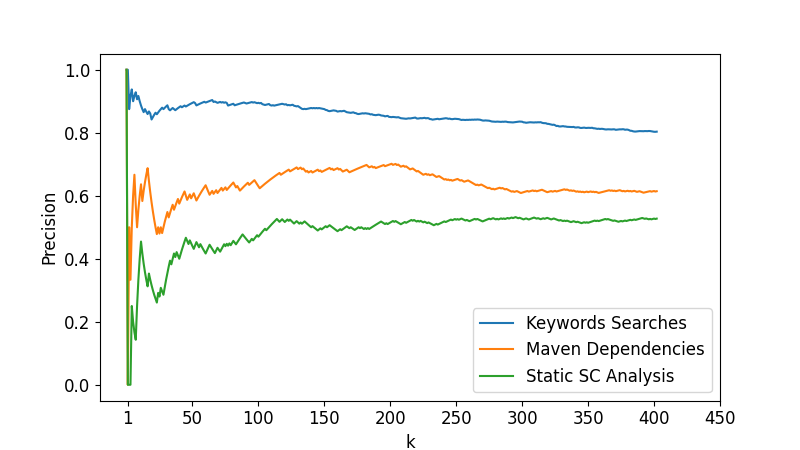 1.0
0.8
0.6
0.4
0.2
0.0
Precision
Keywords Searches
Maven Dependencies
Static SC Analysis
1 50 100 150 200 250 300 350 400 450
k